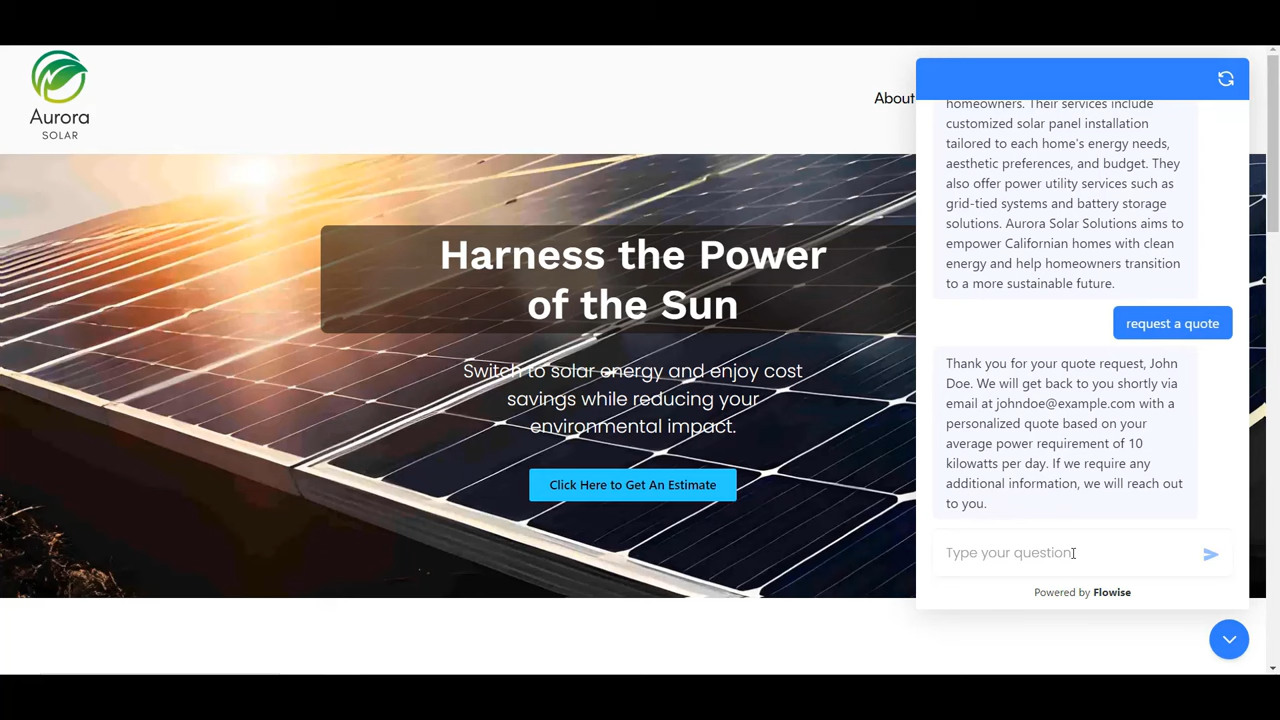 Aurora
SOLAR
About
Harness the Power
of the Sun
Switch to solar energy and enjoy cost
savings while reducing your
environmental impact.
Click Here to Get An Estimate
homeowners. Their services include
customized solar panel installation
tailored to each home's energy needs,
aesthetic preferences, and budget. They
also offer power utility services such as
grid-tied systems and battery storage
solutions. Aurora Solar Solutions aims to
empower Californian homes with clean
energy and help homeowners transition
to a more sustainable future.
request a quote
Thank you for your quote request, John
Doe. We will get back to you shortly via
email at johndoe@example.com with a
personalized quote based on your
average power requirement of 10
kilowatts per day. If we require any
additional information, we will reach out
to you.
Type your question
Powered by Flowise